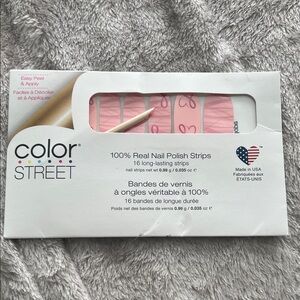 Easy Peel
& Apply
Faciles à Décoller
et à Appliquer
color
STREET
100% Real Nail Polish Strips
16 long-lasting strips
nail strips net wt 0.99 g / 0.035 oz ℮
Bandes de vernis
à ongles véritable à 100%
16 bandes de longue durée
Poids net des bandes de vernis 0.99 g / 0.035 oz ℮
Made in USA
Fabriquées aux
ÉTATS-UNIS